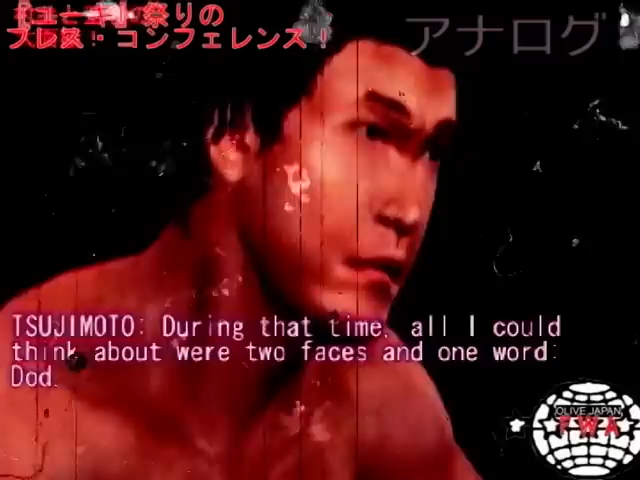 祭りの
プレス・コンフェレンス!
アナログ
TSUJIMOTO: During that time, all I could
think about were two faces and one word:
Dod.
OLIVE JAPAN
FWA